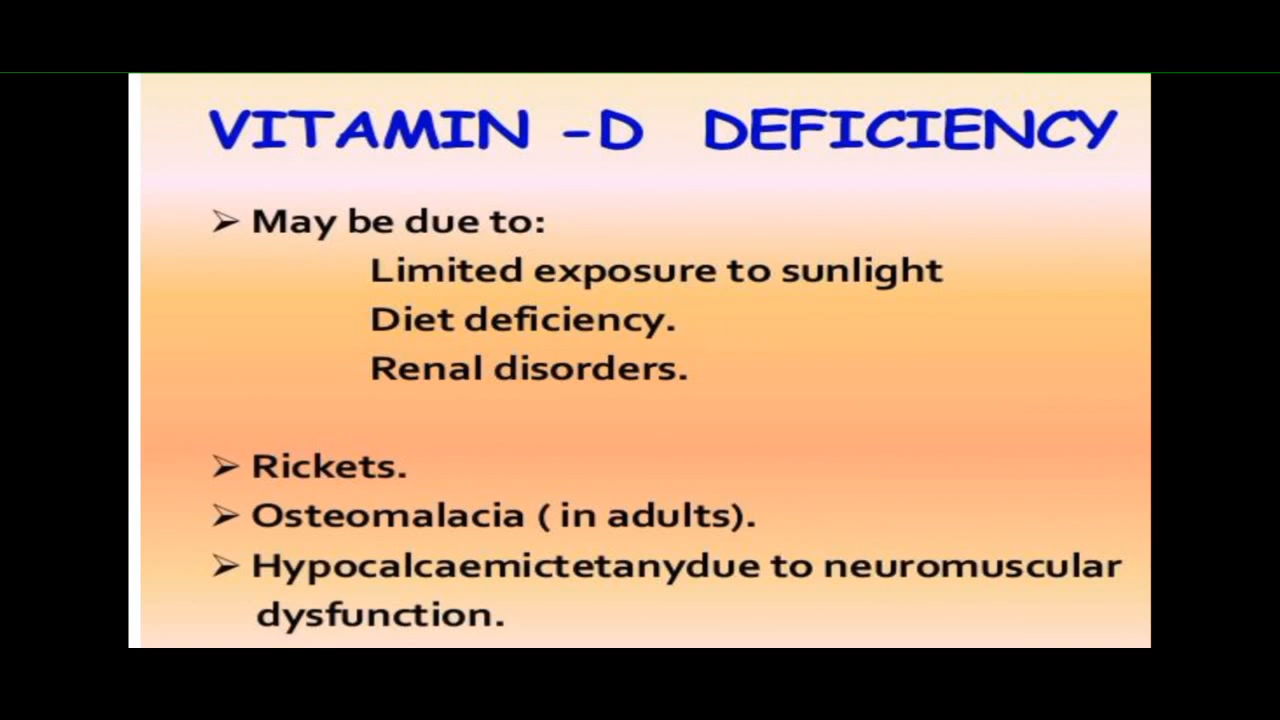 VITAMIN -D DEFICIENCY
➢ May be due to:
Limited exposure to sunlight
Diet deficiency.
Renal disorders.
➢ Rickets.
➢ Osteomalacia ( in adults).
➢ Hypocalcaemictetanydue to neuromuscular
dysfunction.